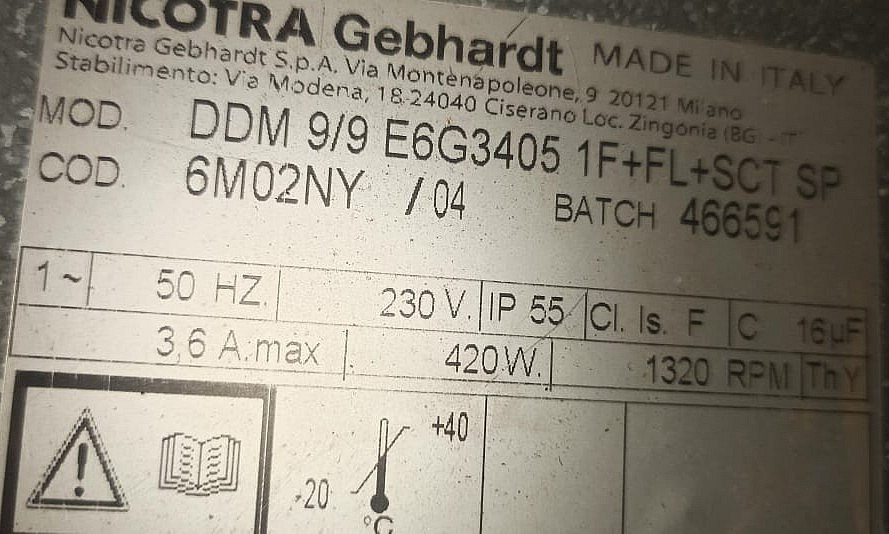 NICOTRA Gebhardt MADE IN ITALY
Nicotra Gebhardt S.p.A. Via Montenapoleone, 9 20121 Milano
Stabilimento: Via Modena, 18-24040 Ciserano Loc. Zingonia (BG - IT
MOD. DDM 9/9 E6G3405 1F+FL+SCT SP
COD. 6M02NY /04 BATCH 466591
1~ 50 HZ. 230 V. IP 55 Cl. Is. F C 16µF
3,6 A.max 420W. 1320 RPM ThY
+40
-20
°C